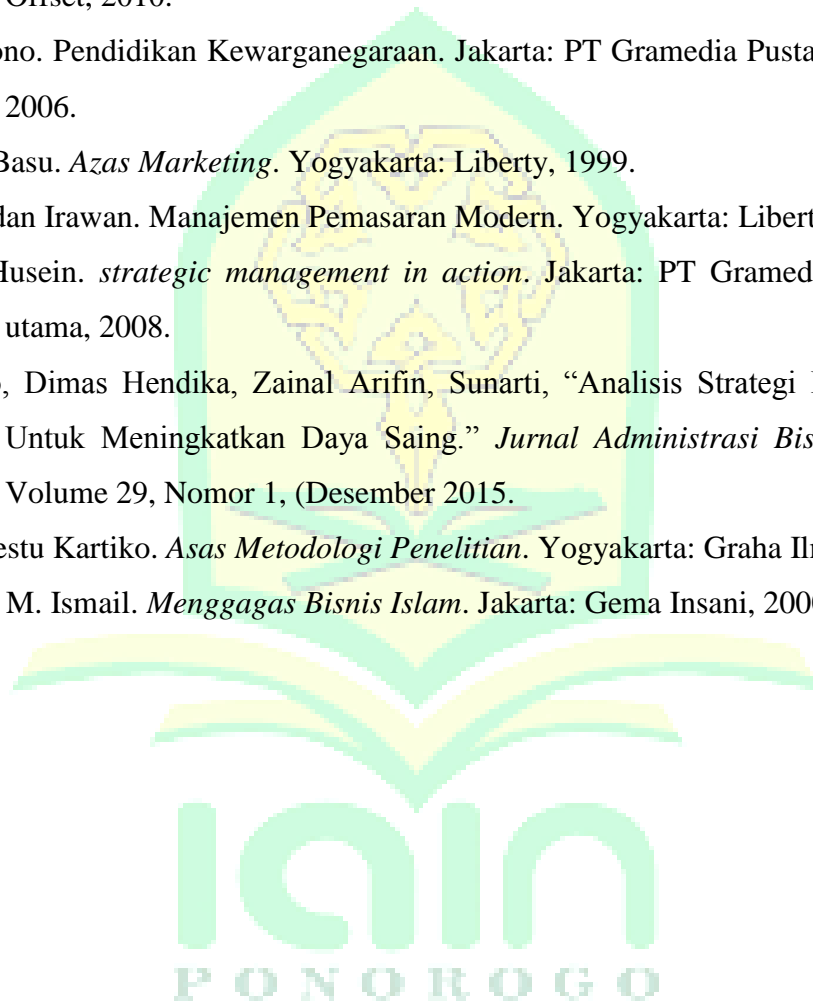 Offset, 2010.
ono. Pendidikan Kewarganegaraan. Jakarta: PT Gramedia Pusta
2006.
Basu. Azas Marketing. Yogyakarta: Liberty, 1999.
dan Irawan. Manajemen Pemasaran Modern. Yogyakarta: Libert
Husein. strategic management in action. Jakarta: PT Gramed
utama, 2008.
, Dimas Hendika, Zainal Arifin, Sunarti, “Analisis Strategi
Untuk Meningkatkan Daya Saing.” Jurnal Administrasi Bis
Volume 29, Nomor 1, (Desember 2015.
estu Kartiko. Asas Metodologi Penelitian. Yogyakarta: Graha
M. Ismail. Menggagas Bisnis Islam. Jakarta: Gema Insani, 200
iain
PONOROGO